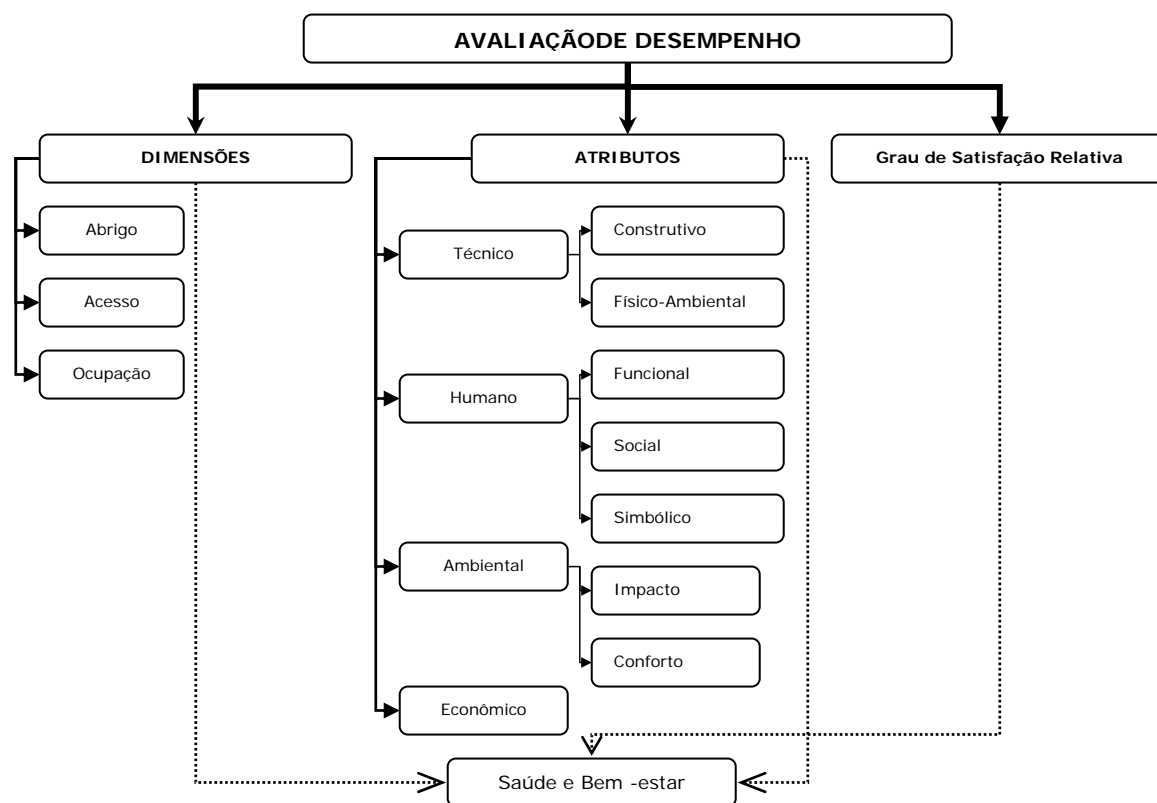 AVALIAÇÃODE DESEMPENHO
DIMENSÕES
ATRIBUTOS
Grau de Satisfação Relativa
Abrigo
Acesso
Ocupação
Técnico
Construtivo
Físico-Ambiental
Humano
Funcional
Social
Simbólico
Ambiental
Impacto
Conforto
Econômico
Saúde e Bem -estar